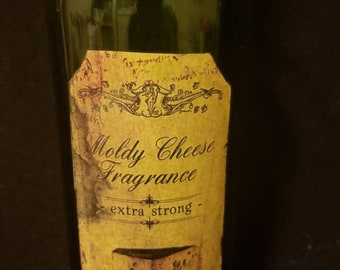 Moldy Cheese
Fragrance
- extra strong -